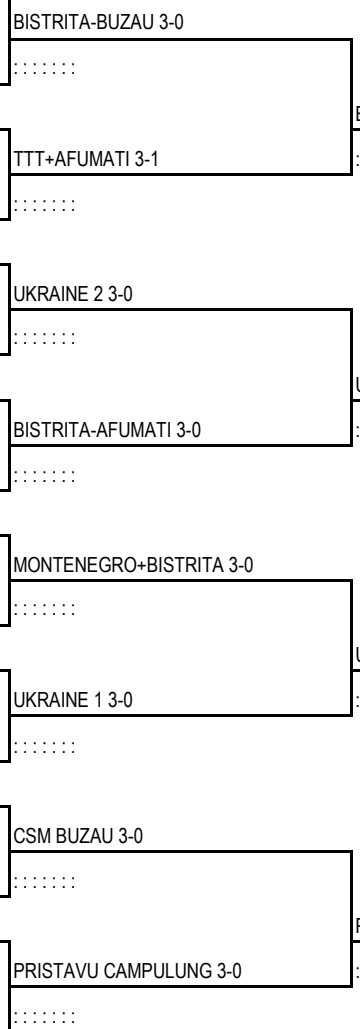 BISTRITA-BUZAU 3-0
: : : : : : :
TTT+AFUMATI 3-1
: : : : : : :
UKRAINE 2 3-0
: : : : : : :
BISTRITA-AFUMATI 3-0
: : : : : : :
MONTENEGRO+BISTRITA 3-0
: : : : : : :
UKRAINE 1 3-0
: : : : : : :
CSM BUZAU 3-0
: : : : : : :
PRISTAVU CAMPULUNG 3-0
: : : : : : :